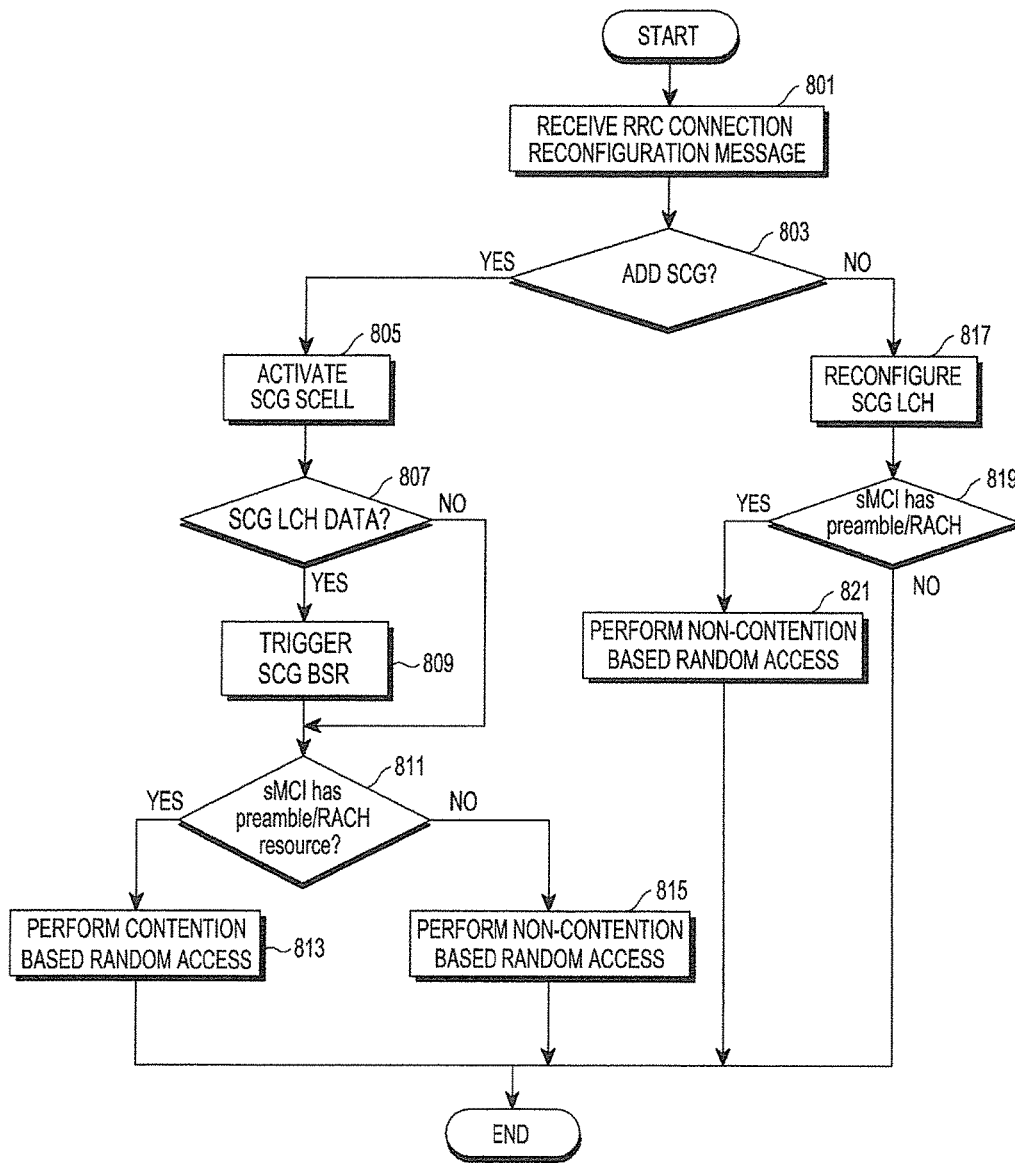 START
801
RECEIVE RRC CONNECTION
RECONFIGURATION MESSAGE
803
YES
ADD SCG?
NO
805
ACTIVATE
SCG SCELL
817
RECONFIGURE
SCG LCH
807
SCG LCH DATA?
NO
YES
819
YES
sMCI has
preamble/RACH
NO
TRIGGER
SCG BSR
809
821
PERFORM NON-CONTENTION
BASED RANDOM ACCESS
811
YES
sMCI has
preamble/RACH
resource?
NO
PERFORM CONTENTION
BASED RANDOM ACCESS
813
815
PERFORM NON-CONTENTION
BASED RANDOM ACCESS
END